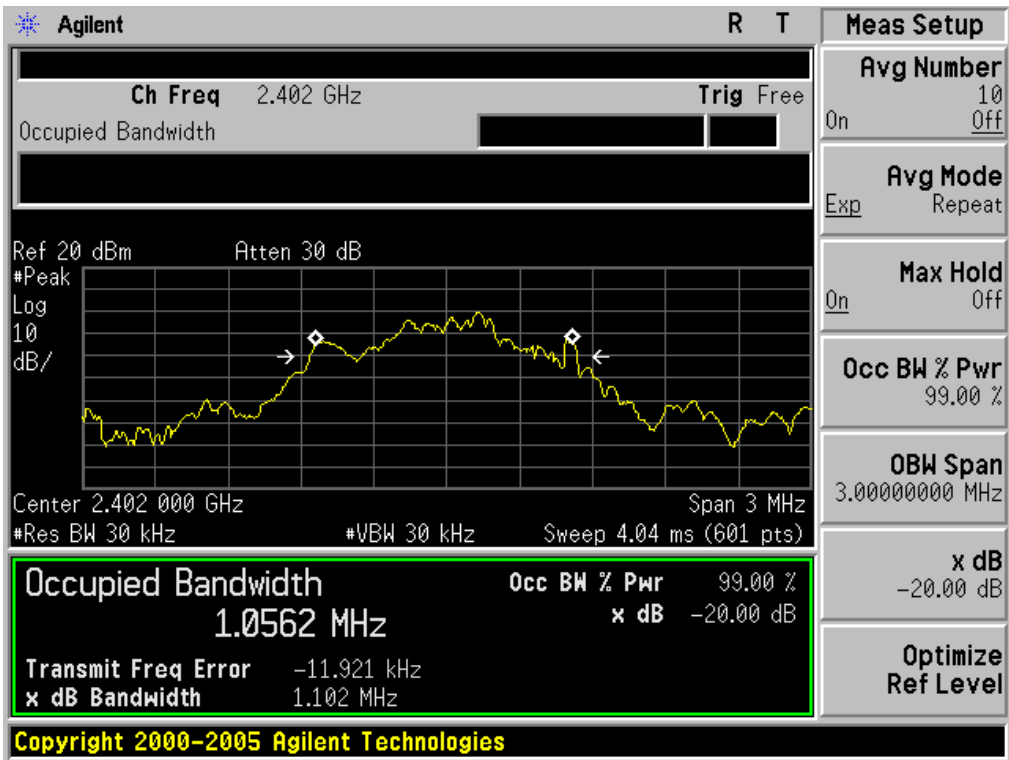 Agilent R T
Ch Freq 2.402 GHz Trig Free
Occupied Bandwidth
Ref 20 dBm Atten 30 dB
#Peak
Log
10
dB/
Center 2.402 000 GHz Span 3 MHz
#Res BW 30 kHz #VBW 30 kHz Sweep 4.04 ms (601 pts)
Occupied Bandwidth Occ BW % Pwr 99.00 %
1.0562 MHz x dB -20.00 dB
Transmit Freq Error -11.921 kHz
x dB Bandwidth 1.102 MHz
Copyright 2000-2005 Agilent Technologies
Meas Setup
Avg Number
10
On Off
Avg Mode
Exp Repeat
Max Hold
On Off
Occ BW % Pwr
99.00 %
OBW Span
3.00000000 MHz
x dB
-20.00 dB
Optimize
Ref Level